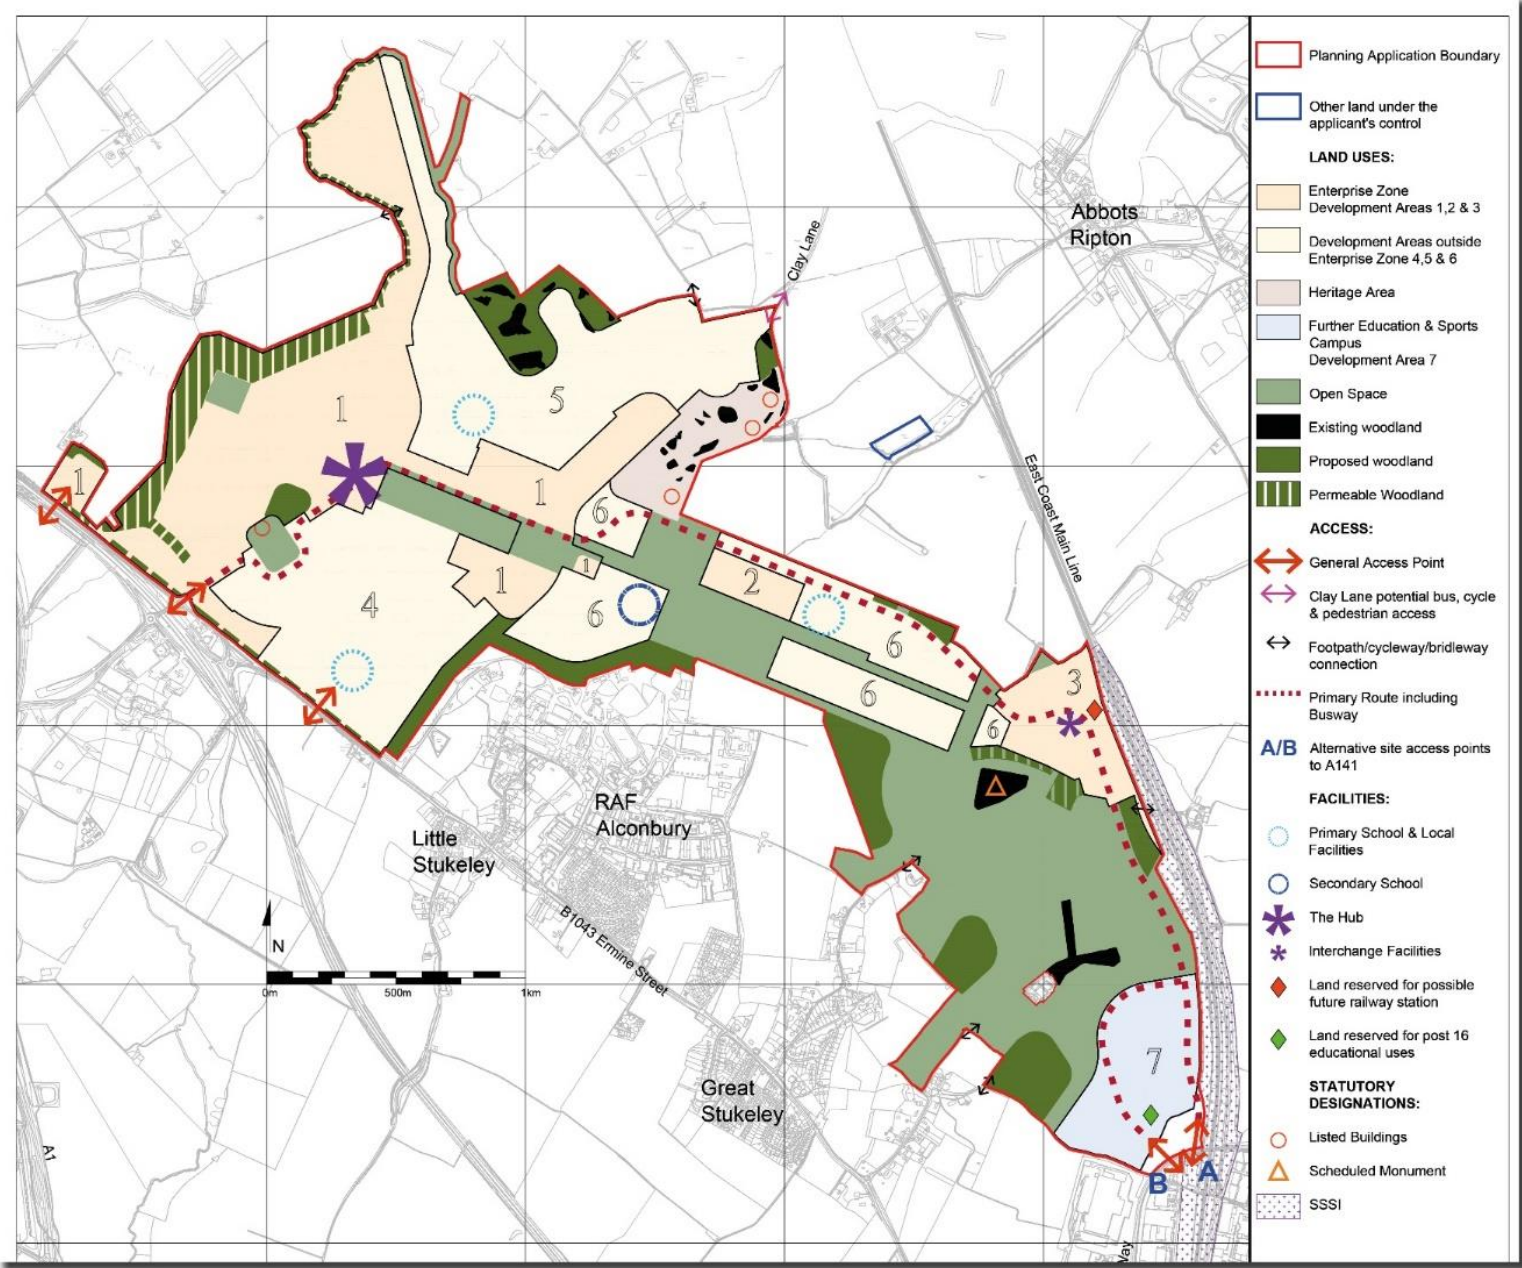 Abbots
Ripton
Clay Lane
East Coast Main Line
1
5
1
1
6
2
1
1
6
4
6
6
3
6
RAF
Alconbury
Little
Stukeley
B1043 Ermine Street
N
0m
500m
1km
7
Great
Stukeley
A1
B
A
Planning Application Boundary
Other land under the
applicant's control
LAND USES:
Enterprise Zone
Development Areas 1,2 & 3
Development Areas outside
Enterprise Zone 4,5 & 6
Heritage Area
Further Education & Sports
Campus
Development Area 7
Open Space
Existing woodland
Proposed woodland
Permeable Woodland
ACCESS:
General Access Point
Clay Lane potential bus, cycle
& pedestrian access
Footpath/cycleway/bridleway
connection
Primary Route including
Busway
A/B
Alternative site access points
to A141
FACILITIES:
Primary School & Local
Facilities
Secondary School
The Hub
Interchange Facilities
Land reserved for possible
future railway station
Land reserved for post 16
educational uses
STATUTORY
DESIGNATIONS:
Listed Buildings
Scheduled Monument
SSSI